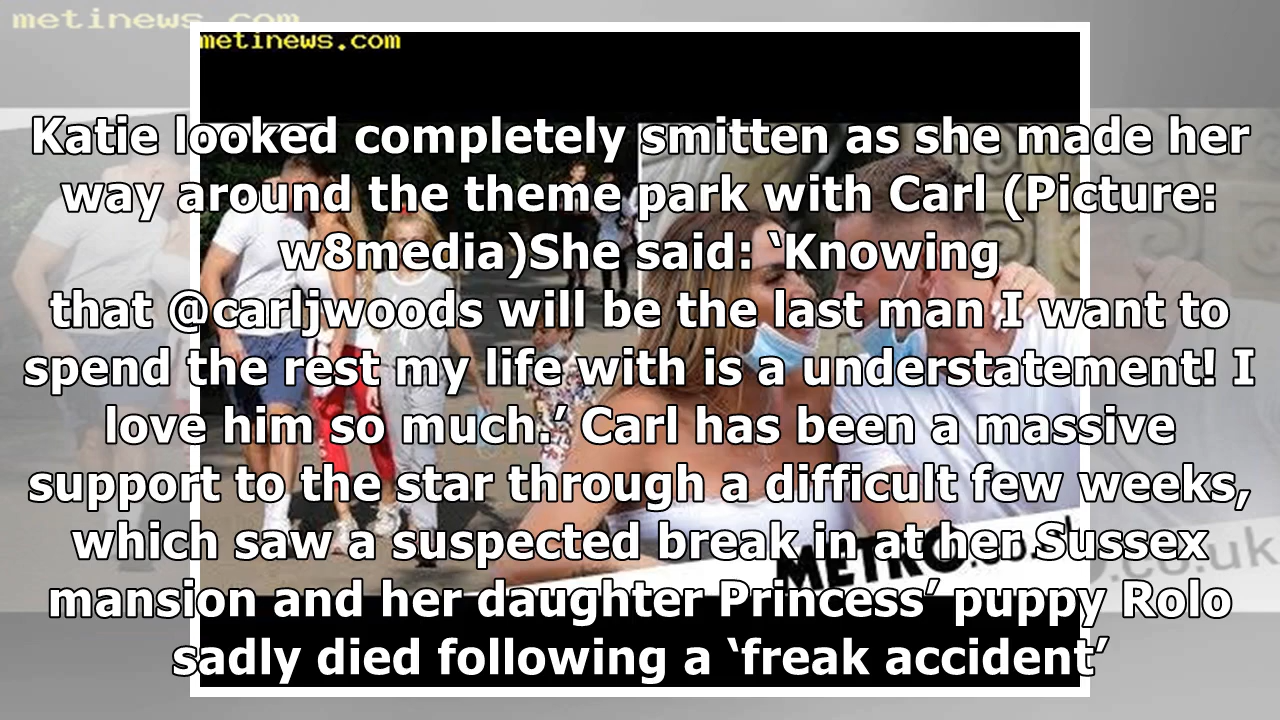 metinews.com
metinews.com
Katie looked completely smitten as she made her
way around the theme park with Carl (Picture:
w8media)She said: ‘Knowing
that @carljwoods will be the last man I want to
spend the rest my life with is a understatement! I
love him so much.’ Carl has been a massive
support to the star through a difficult few weeks,
which saw a suspected break in at her Sussex
METRO.co.uk
mansion and her daughter Princess’ puppy Rolo
sadly died following a ‘freak accident’